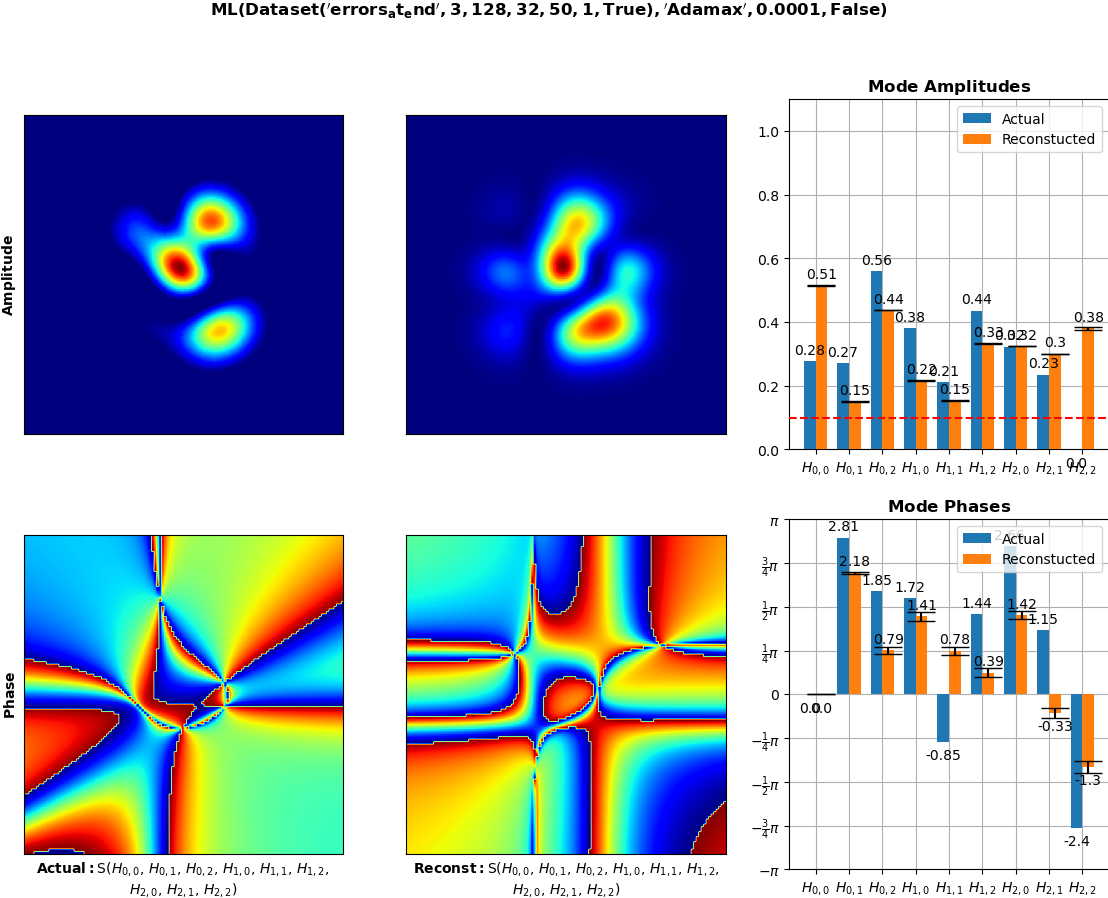 ML(Dataset('errors_at_end', 3, 128, 32, 50, 1, True), 'Adamax', 0.0001, False)
Amplitude
Mode Amplitudes
Actual
Reconstucted
1.0
0.8
0.6
0.4
0.2
0.0
0.28
0.51
0.27
0.15
0.56
0.44
0.38
0.22
0.21
0.15
0.44
0.33
0.32
0.32
0.23
0.3
0.0
0.38
H0,0 H0,1 H0,2 H1,0 H1,1 H1,2 H2,0 H2,1 H2,2
Phase
Mode Phases
Actual
Reconstucted
π
3/4π
1/2π
1/4π
0
−1/4π
−1/2π
−3/4π
−π
0.0
0.0
2.81
2.18
1.85
0.79
1.72
1.41
-0.85
0.78
1.44
0.39
1.42
1.15
-0.33
-2.4
-1.3
H0,0 H0,1 H0,2 H1,0 H1,1 H1,2 H2,0 H2,1 H2,2
Actual: S(H0,0, H0,1, H0,2, H1,0, H1,1, H1,2,
H2,0, H2,1, H2,2)
Reconst: S(H0,0, H0,1, H0,2, H1,0, H1,1, H1,2,
H2,0, H2,1, H2,2)